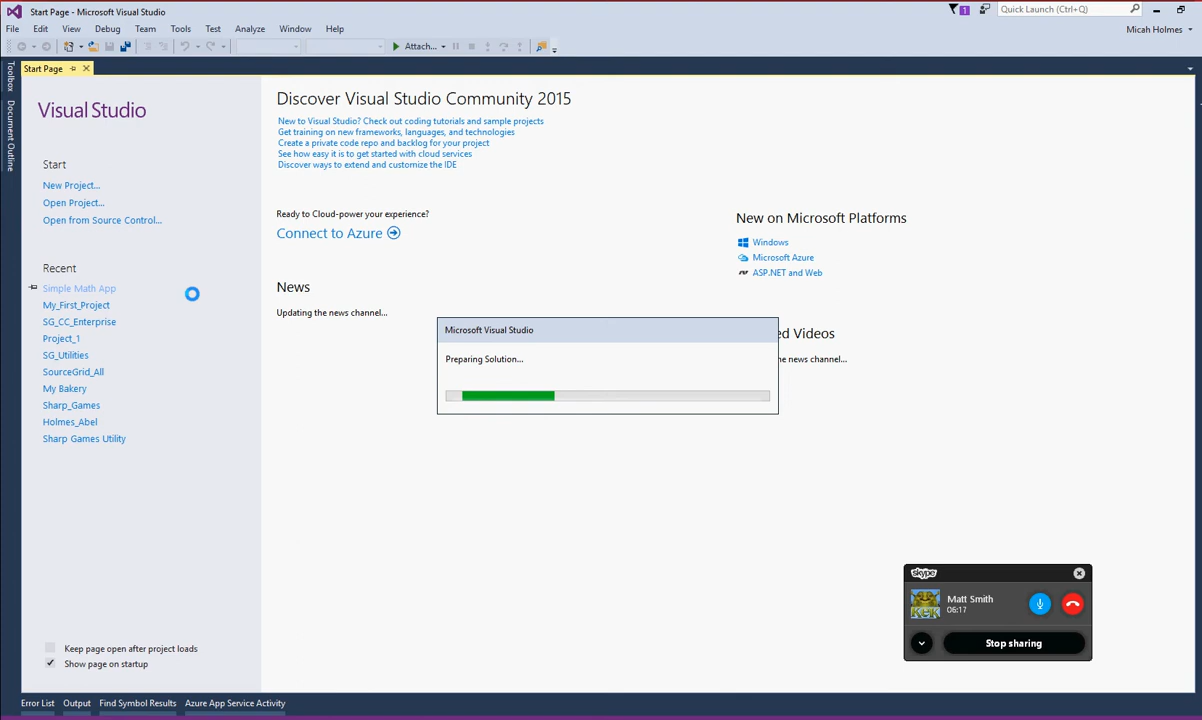 Start Page - Microsoft Visual Studio
1
Quick Launch (Ctrl+Q)
File Edit View Debug Team Tools Test Analyze Window Help
Micah Holmes
Attach...
Toolbox
Document Outline
Start Page
Visual Studio
Start
New Project...
Open Project...
Open from Source Control...
Recent
Simple Math App
My_First_Project
SG_CC_Enterprise
Project_1
SG_Utilities
SourceGrid_All
My Bakery
Sharp_Games
Holmes_Abel
Sharp Games Utility
Keep page open after project loads
Show page on startup
Discover Visual Studio Community 2015
New to Visual Studio? Check out coding tutorials and sample projects
Get training on new frameworks, languages, and technologies
Create a private code repo and backlog for your project
See how easy it is to get started with cloud services
Discover ways to extend and customize the IDE
Ready to Cloud-power your experience?
Connect to Azure
News
Updating the news channel...
New on Microsoft Platforms
Windows
Microsoft Azure
ASP.NET and Web
ed Videos
he news channel...
Microsoft Visual Studio
Preparing Solution...
skype
KEK
Matt Smith
06:17
Stop sharing
Error List Output Find Symbol Results Azure App Service Activity